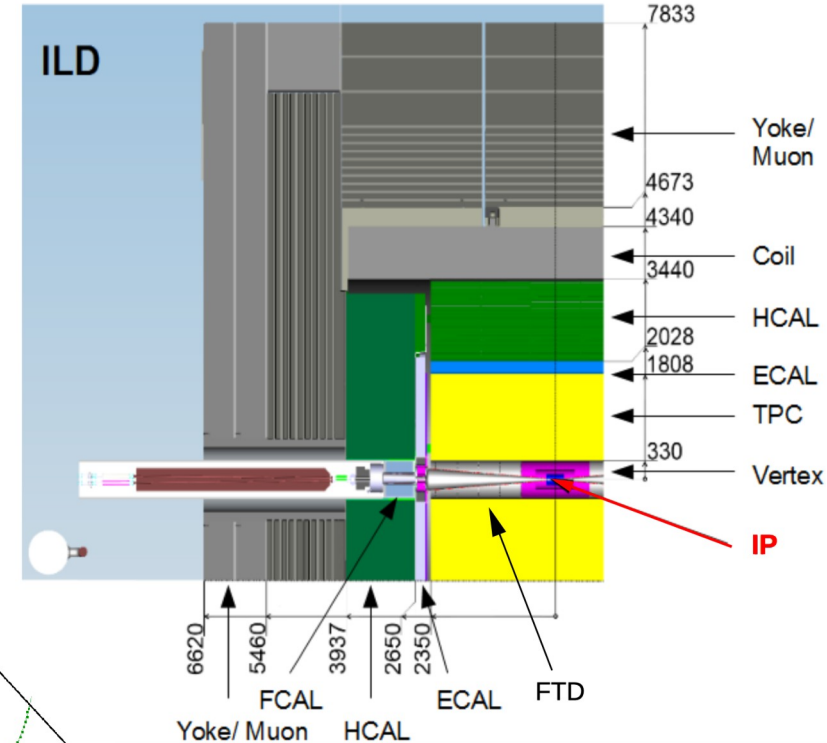 ILD
7833
Yoke/
Muon
4673
4340
Coil
3440
HCAL
2028
1808
ECAL
TPC
330
Vertex
IP
6620
5460
3937
2650
2350
FCAL
ECAL
FTD
Yoke/ Muon
HCAL